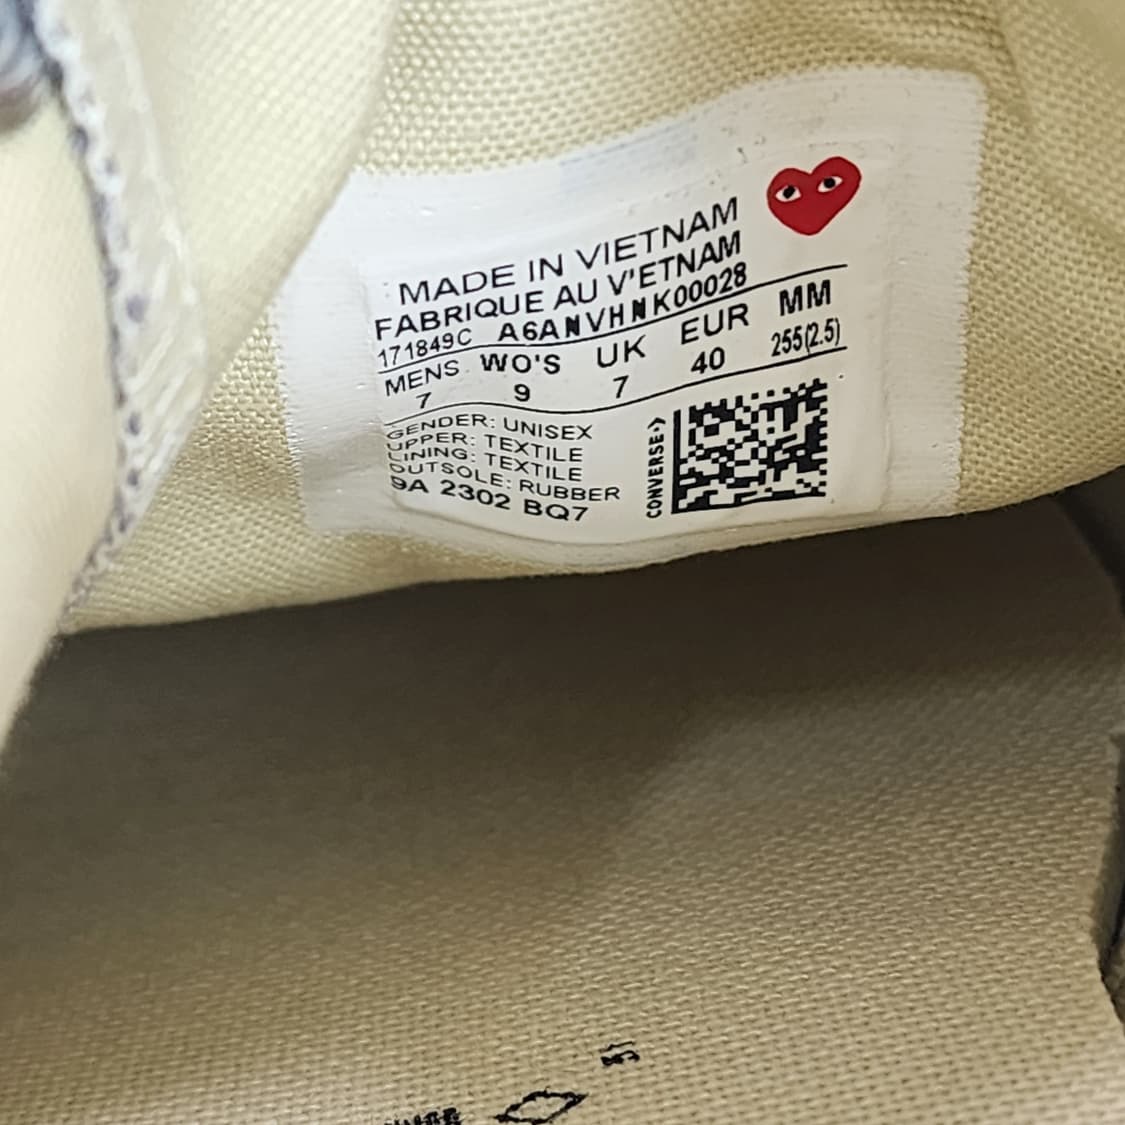 MADE IN VIETNAM
FABRIQUE AU V'ETNAM
171849C A6ANVHNK00028
MENS WO'S UK EUR MM
7 9 7 40 255(2.5)
GENDER: UNISEX
UPPER: TEXTILE
LINING: TEXTILE
OUTSOLE: RUBBER
9A 2302 BQ7
CONVERSE